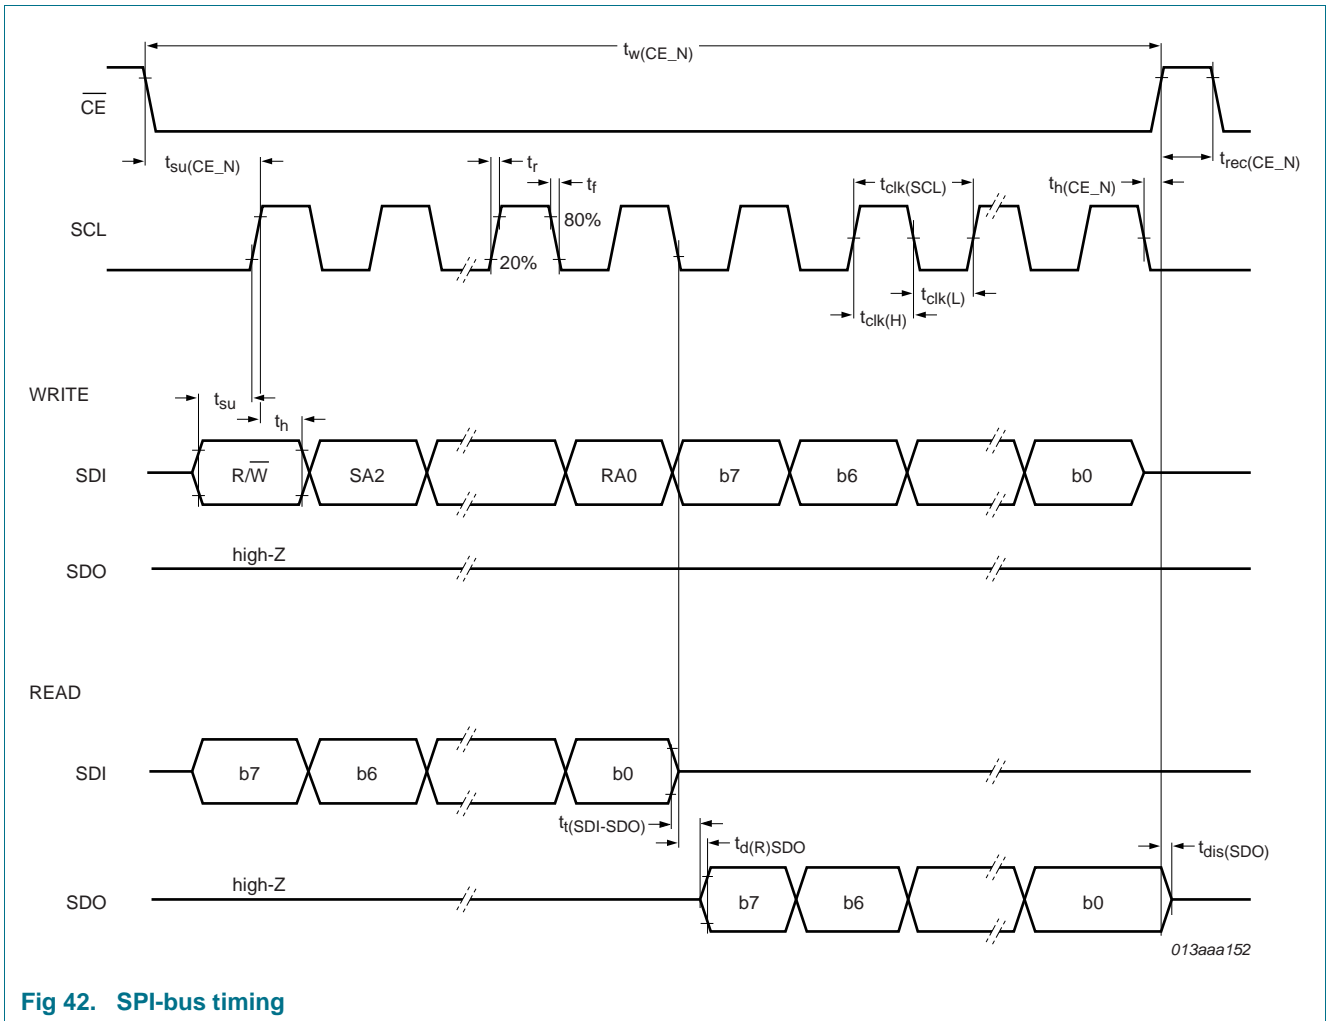 tw(CE_N)
CE
tsu(CE_N)
tr
tf
tclk(SCL)
th(CE_N)
trec(CE_N)
SCL
80%
20%
tclk(L)
tclk(H)
WRITE
tsu
th
SDI R/W SA2 RA0 b7 b6 b0
high-Z
SDO
READ
SDI b7 b6 b0
tt(SDI-SDO)
td(R)SDO
tdis(SDO)
high-Z
SDO b7 b6 b0
013aaa152
Fig 42. SPI-bus timing